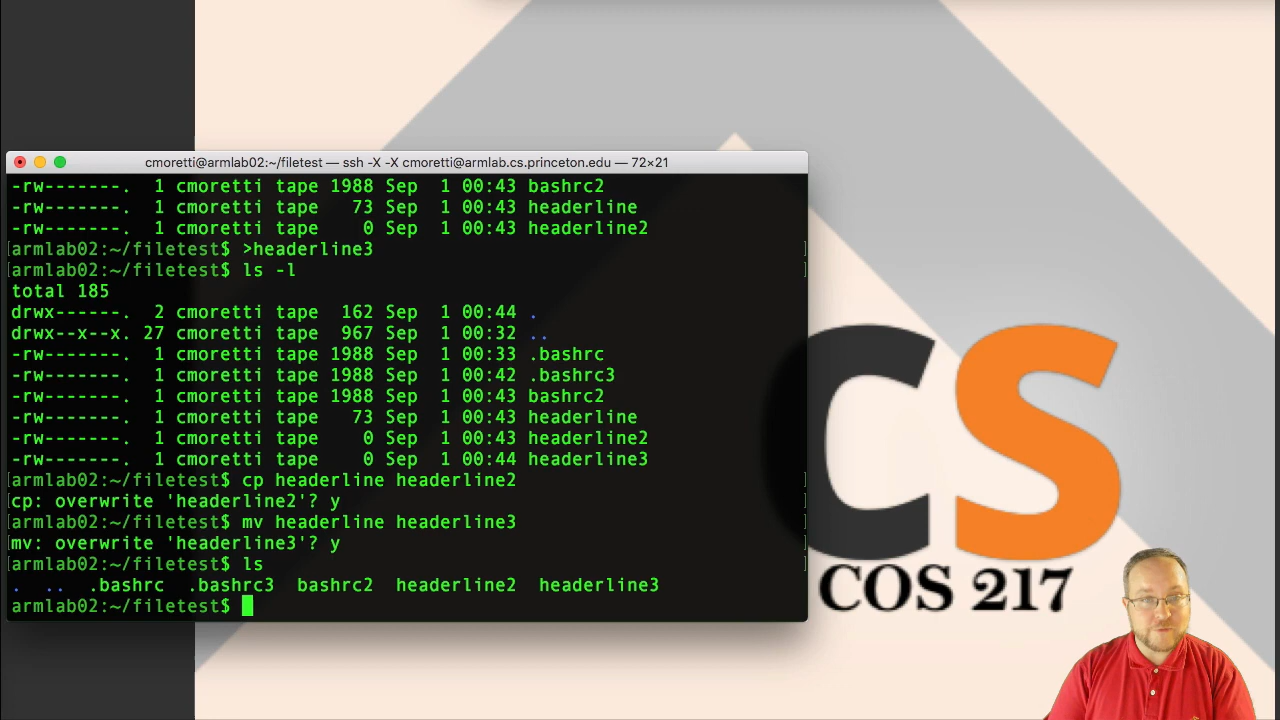 cmoretti@armlab02:~/filetest — ssh -X -X cmoretti@armlab.cs.princeton.edu — 72×21
-rw-------.  1 cmoretti tape 1988 Sep  1 00:43 bashrc2
-rw-------.  1 cmoretti tape   73 Sep  1 00:43 headerline
-rw-------.  1 cmoretti tape    0 Sep  1 00:43 headerline2
[armlab02:~/filetest$ >headerline3 ]
[armlab02:~/filetest$ ls -l ]
total 185
drwx------.  2 cmoretti tape  162 Sep  1 00:44 .
drwx--x--x. 27 cmoretti tape  967 Sep  1 00:32 ..
-rw-------.  1 cmoretti tape 1988 Sep  1 00:33 .bashrc
-rw-------.  1 cmoretti tape 1988 Sep  1 00:42 .bashrc3
-rw-------.  1 cmoretti tape 1988 Sep  1 00:43 bashrc2
-rw-------.  1 cmoretti tape   73 Sep  1 00:43 headerline
-rw-------.  1 cmoretti tape    0 Sep  1 00:43 headerline2
-rw-------.  1 cmoretti tape    0 Sep  1 00:44 headerline3
[armlab02:~/filetest$ cp headerline headerline2 ]
[cp: overwrite 'headerline2'? y ]
[armlab02:~/filetest$ mv headerline headerline3 ]
[mv: overwrite 'headerline3'? y ]
[armlab02:~/filetest$ ls ]
.  ..  .bashrc  .bashrc3  bashrc2  headerline2  headerline3
armlab02:~/filetest$
CS
COS 217